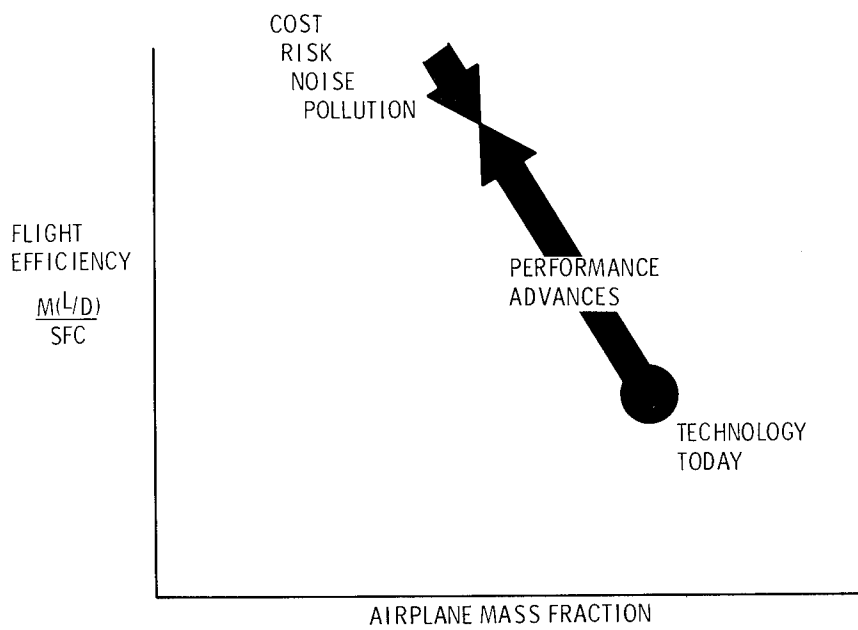 COST
RISK
NOISE
POLLUTION
FLIGHT
EFFICIENCY
M(L/D)
SFC
PERFORMANCE
ADVANCES
TECHNOLOGY
TODAY
AIRPLANE MASS FRACTION